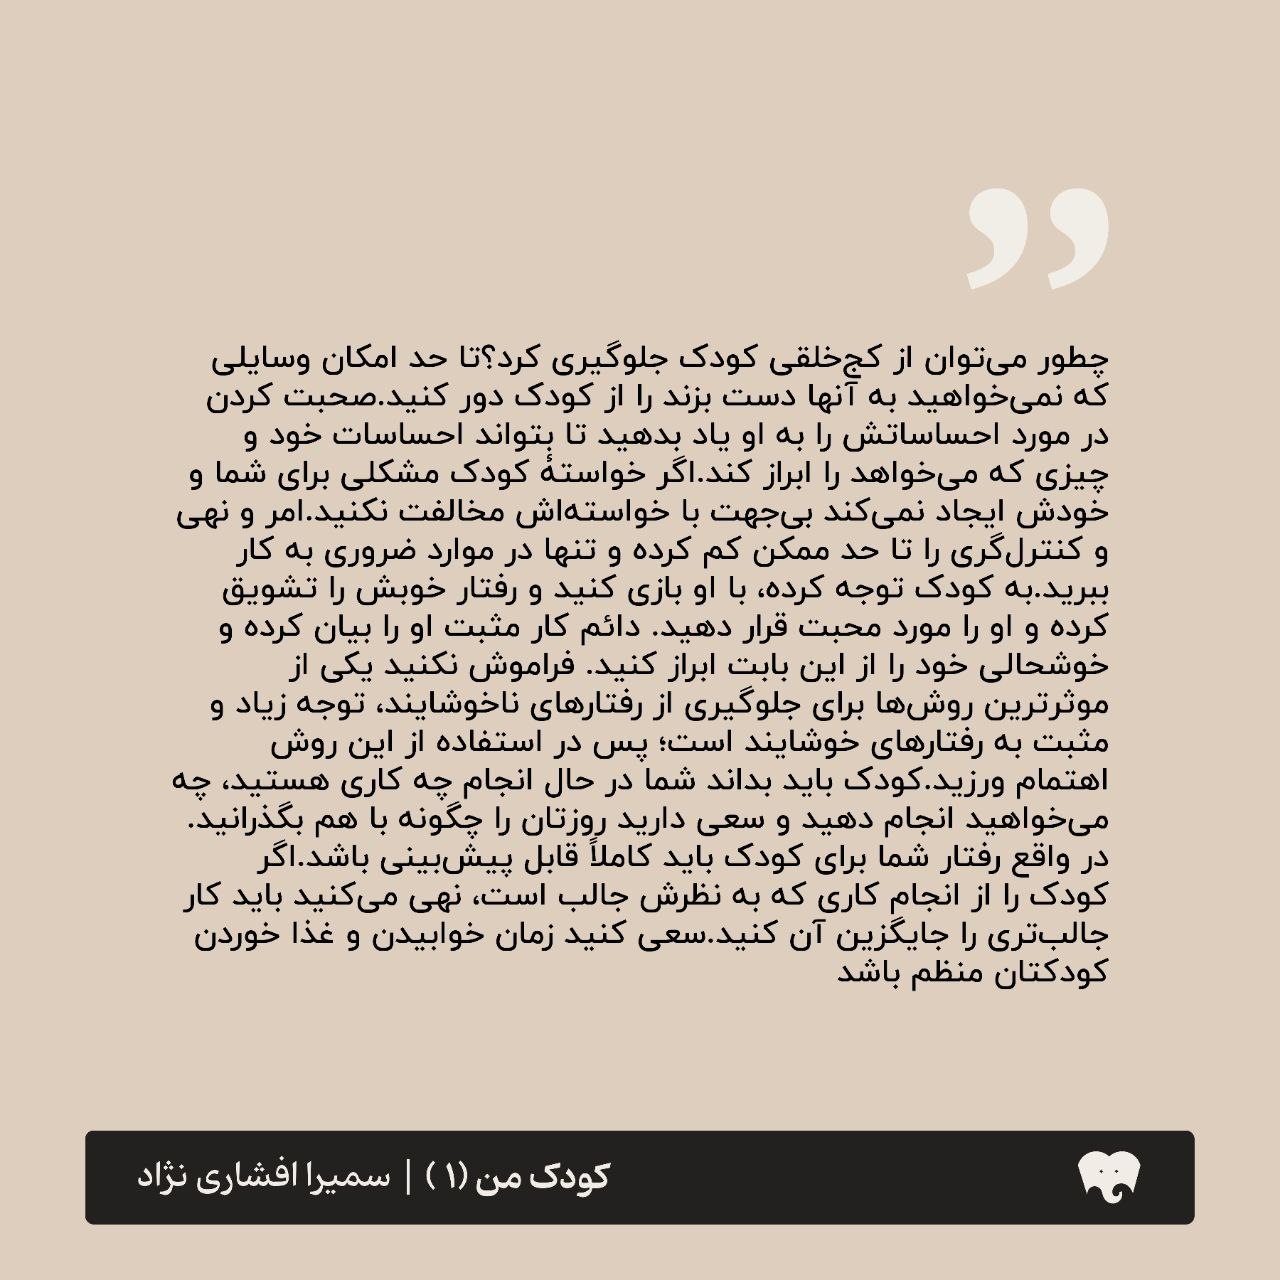 ”
چطور می‌توان از کج‌خلقی کودک جلوگیری کرد؟تا حد امکان وسایلی
که نمی‌خواهید به آنها دست بزند را از کودک دور کنید.صحبت کردن
در مورد احساساتش را به او یاد بدهید تا بتواند احساسات خود و
چیزی که می‌خواهد را ابراز کند.اگر خواستهٔ کودک مشکلی برای شما و
خودش ایجاد نمی‌کند بی‌جهت با خواسته‌اش مخالفت نکنید.امر و نهی
و کنترل‌گری را تا حد ممکن کم کرده و تنها در موارد ضروری به کار
ببرید.به کودک توجه کرده، با او بازی کنید و رفتار خوبش را تشویق
کرده و او را مورد محبت قرار دهید. دائم کار مثبت او را بیان کرده و
خوشحالی خود را از این بابت ابراز کنید. فراموش نکنید یکی از
موثرترین روش‌ها برای جلوگیری از رفتارهای ناخوشایند، توجه زیاد و
مثبت به رفتارهای خوشایند است؛ پس در استفاده از این روش
اهتمام ورزید.کودک باید بداند شما در حال انجام چه کاری هستید، چه
می‌خواهید انجام دهید و سعی دارید روزتان را چگونه با هم بگذرانید.
در واقع رفتار شما برای کودک باید کاملاً قابل پیش‌بینی باشد.اگر
کودک را از انجام کاری که به نظرش جالب است، نهی می‌کنید باید کار
جالب‌تری را جایگزین آن کنید.سعی کنید زمان خوابیدن و غذا خوردن
کودکتان منظم باشد
کودک من (۱ ) | سمیرا افشاری نژاد